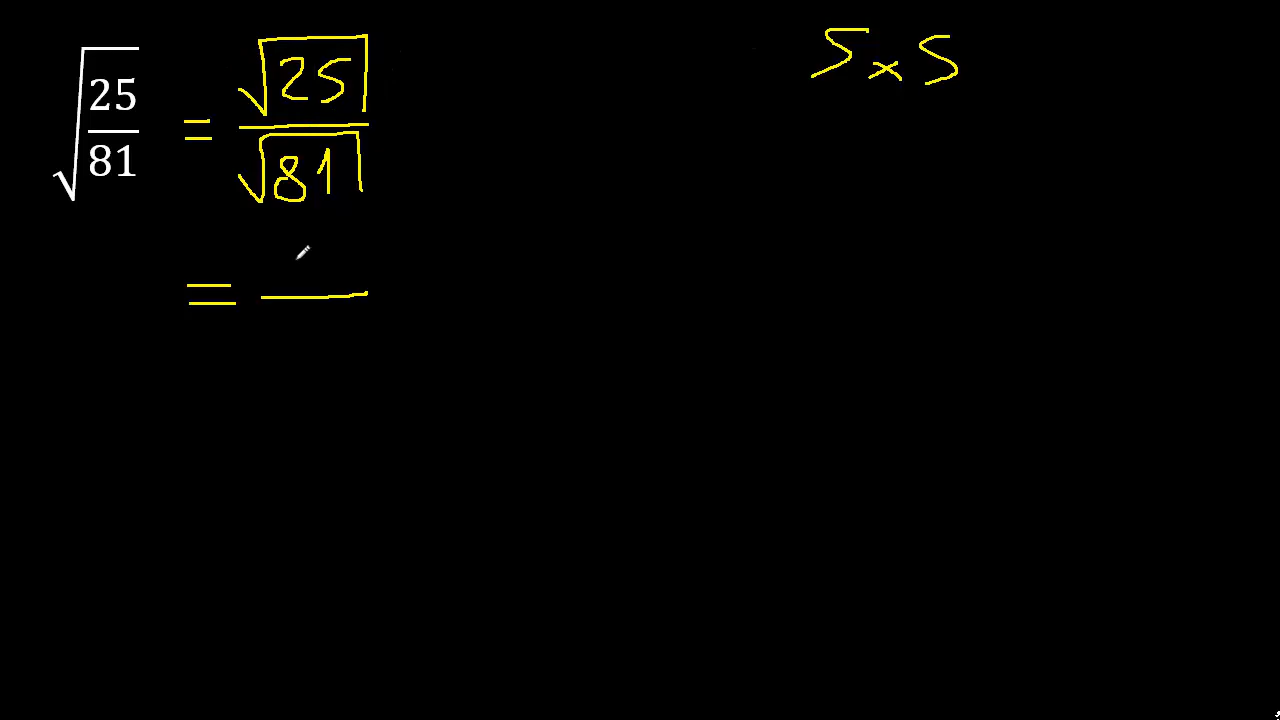 √(25/81) = √25/√81
5 x 5
=